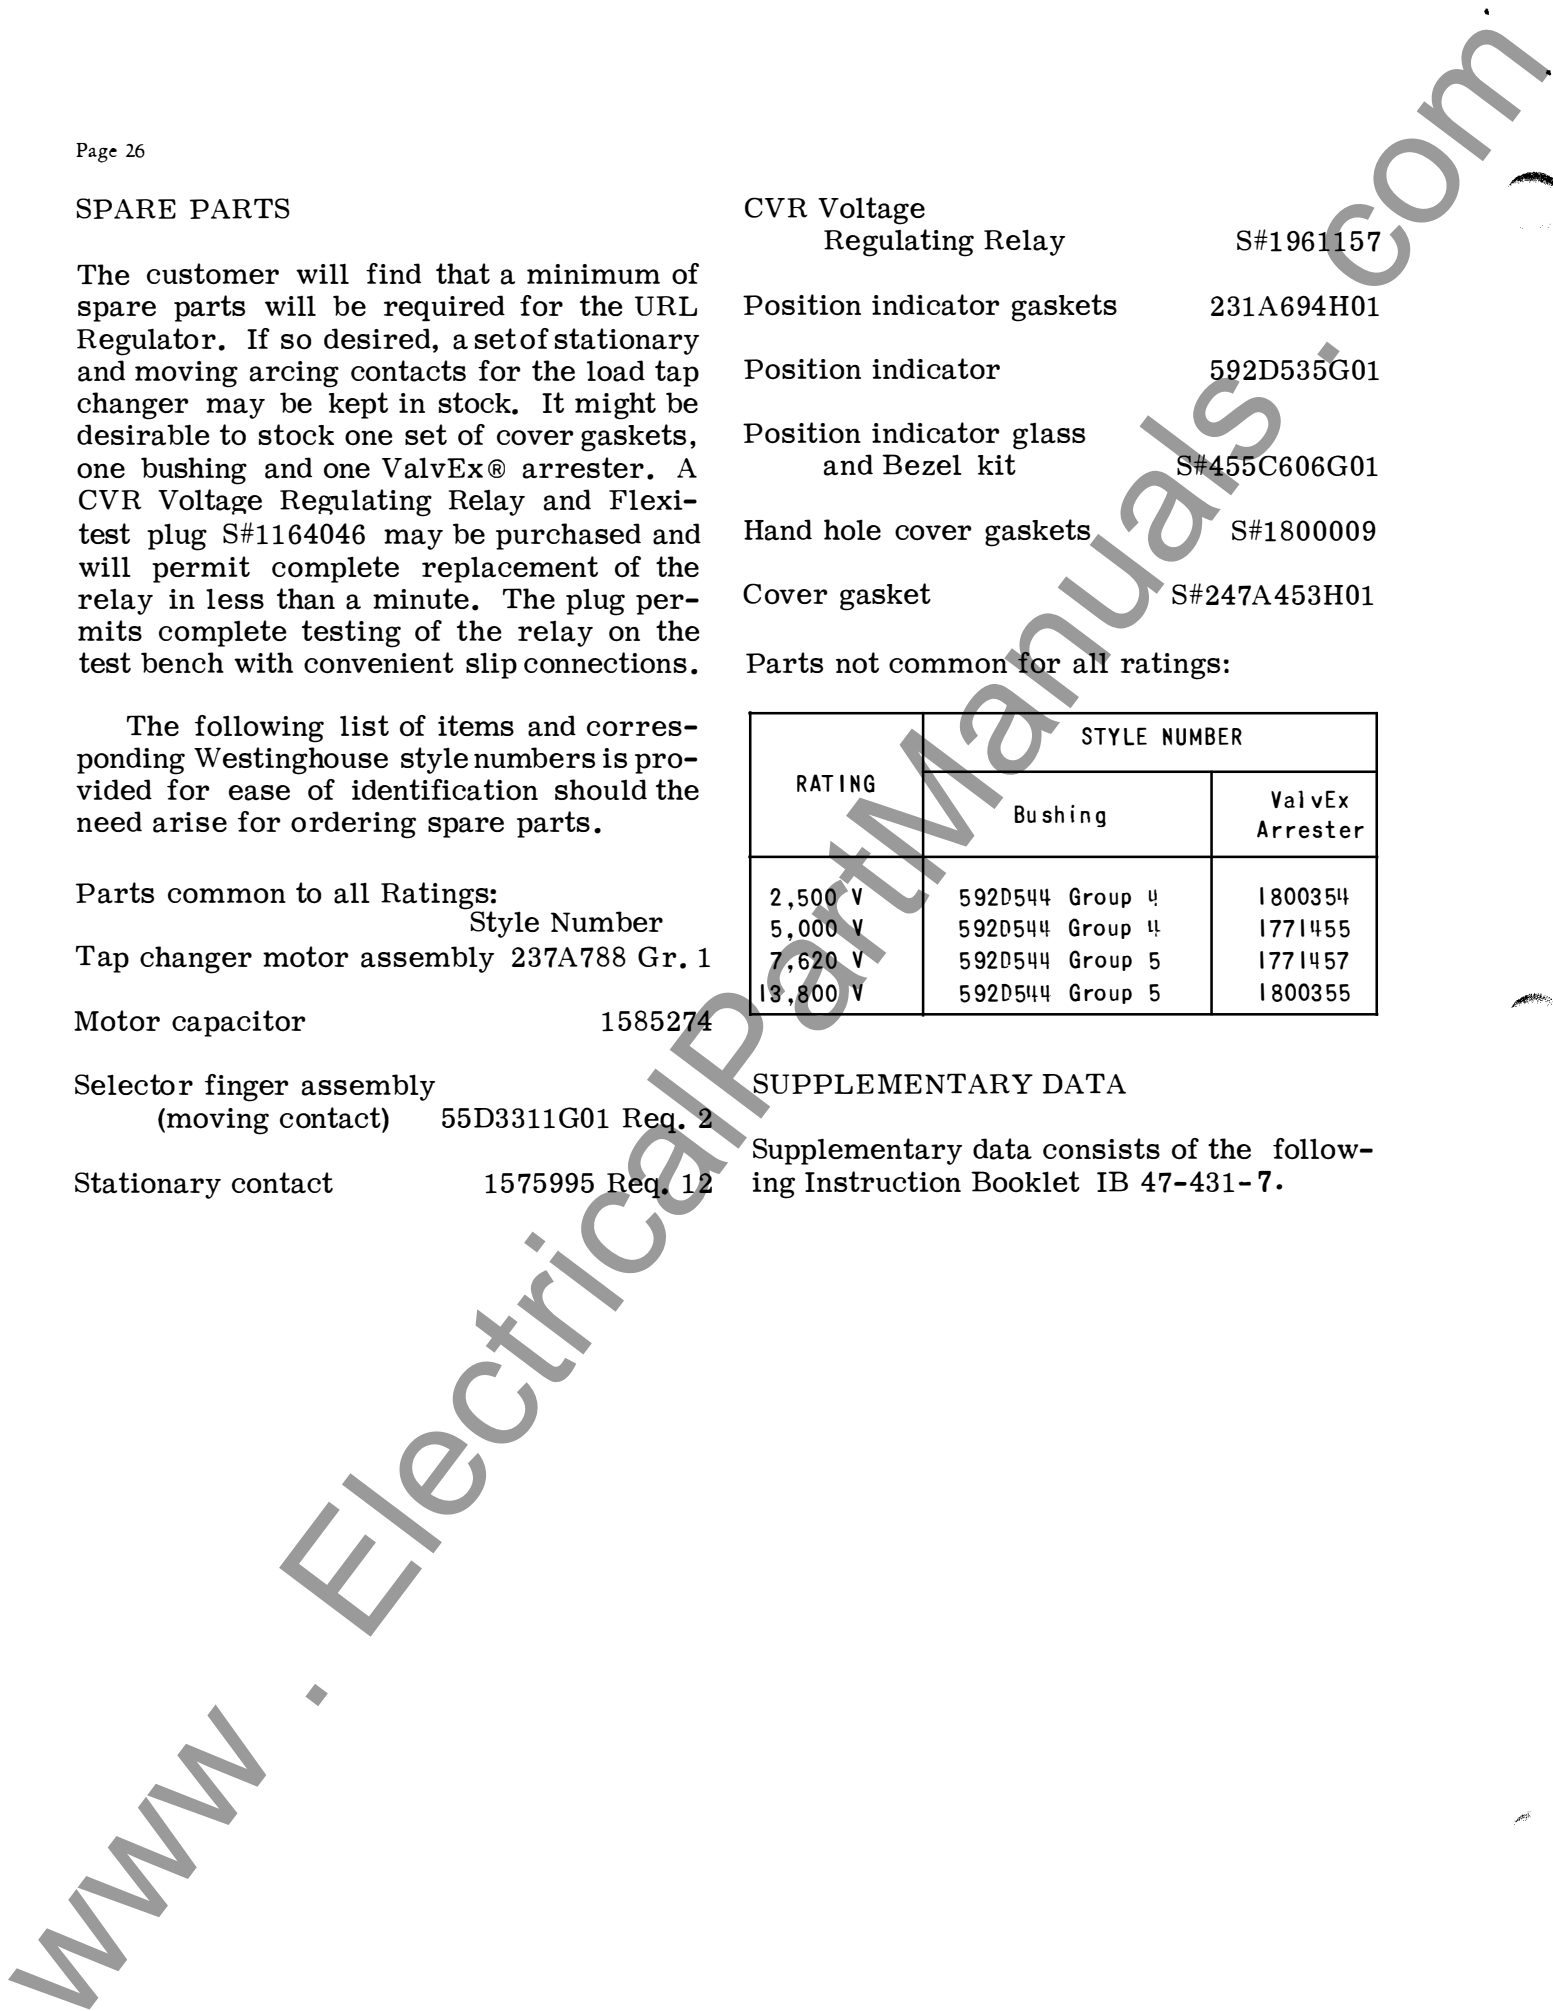 Page 26
SPARE PARTS
The customer will find that a minimum of
spare parts will be required for the URL
Regulator. If so desired, a set of stationary
and moving arcing contacts for the load tap
changer may be kept in stock. It might be
desirable to stock one set of cover gaskets,
one bushing and one ValvEx® arrester. A
CVR Voltage Regulating Relay and Flexi-
test plug S#1164046 may be purchased and
will permit complete replacement of the
relay in less than a minute. The plug per-
mits complete testing of the relay on the
test bench with convenient slip connections.
The following list of items and corres-
ponding Westinghouse style numbers is pro-
vided for ease of identification should the
need arise for ordering spare parts.
Parts common to all Ratings:
Style Number
Tap changer motor assembly 237A788 Gr. 1
Motor capacitor 1585274
Selector finger assembly
(moving contact) 55D3311G01 Req. 2
Stationary contact 1575995 Req. 12
CVR Voltage
Regulating Relay S#1961157
Position indicator gaskets 231A694H01
Position indicator 592D535G01
Position indicator glass
and Bezel kit S#455C606G01
Hand hole cover gaskets S#1800009
Cover gasket S#247A453H01
Parts not common for all ratings:
STYLE NUMBER
RATING
Bushing
ValvEx
Arrester
2,500 V 592D544 Group 4 1800354
5,000 V 592D544 Group 4 1771455
7,620 V 592D544 Group 5 1771457
13,800 V 592D544 Group 5 1800355
SUPPLEMENTARY DATA
Supplementary data consists of the follow-
ing Instruction Booklet IB 47-431-7.
www . ElectricalPartManuals . com